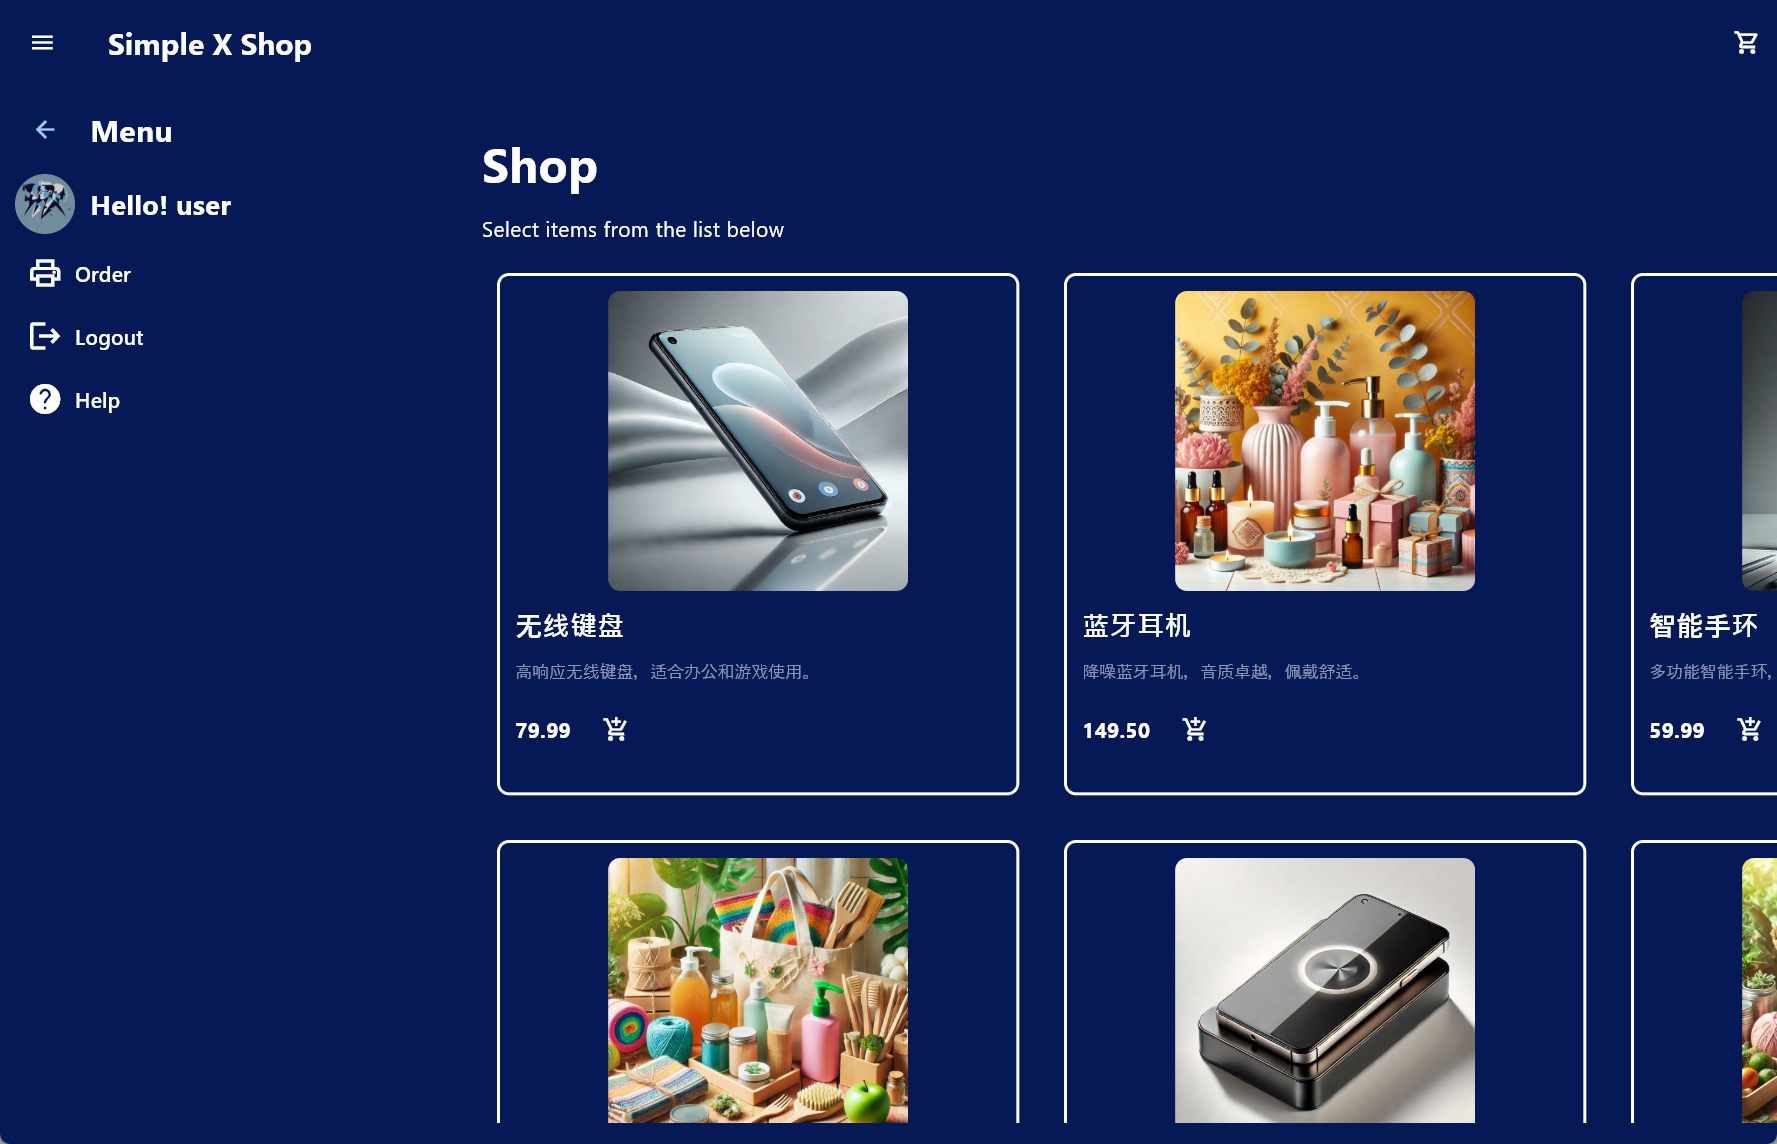 Simple X Shop
Menu
Hello! user
Order
Logout
Help
Shop
Select items from the list below
无线键盘
高响应无线键盘，适合办公和游戏使用。
79.99
蓝牙耳机
降噪蓝牙耳机，音质卓越，佩戴舒适。
149.50
智能手环
多功能智能手环，
59.99